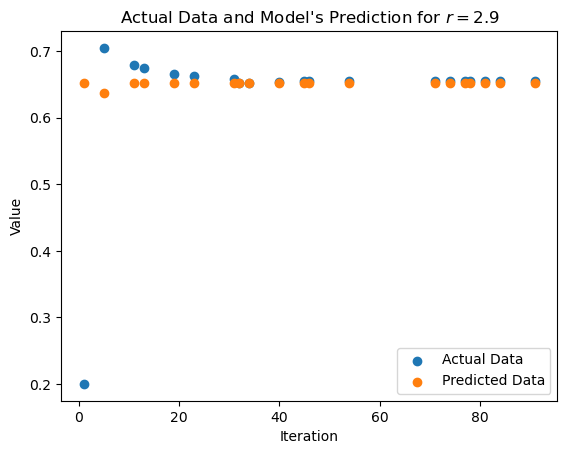 Actual Data and Model's Prediction for r = 2.9
0.7
0.6
0.5
0.4
0.3
0.2
Value
0
20
40
60
80
Iteration
Actual Data
Predicted Data